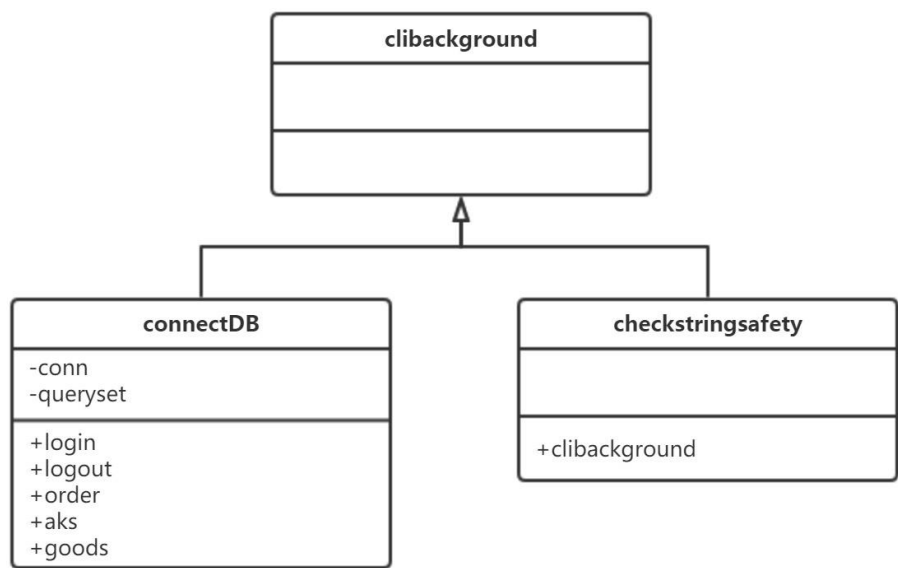 clibackground
connectDB
-conn
-queryset
+login
+logout
+order
+aks
+goods
checkstringsafety
+clibackground